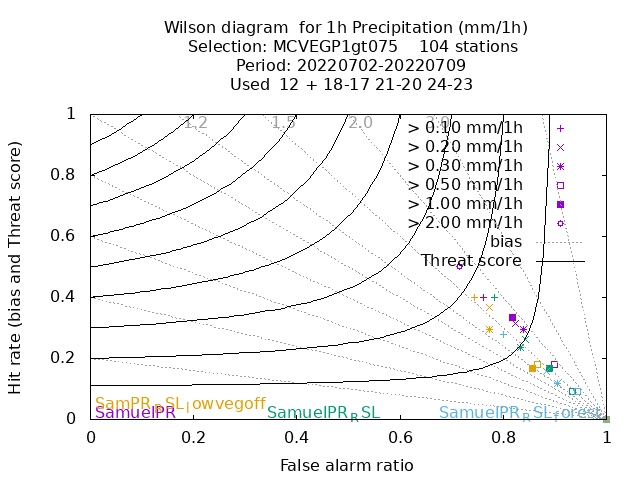 Wilson diagram  for 1h Precipitation (mm/1h)
Selection: MCVEGP1gt075    104 stations
Period: 20220702-20220709
Used  12 + 18-17 21-20 24-23
Hit rate (bias and Threat score)
1
0.8
0.6
0.4
0.2
0
1.2
1.5
2.0
3.0
> 0.10 mm/1h
> 0.20 mm/1h
> 0.30 mm/1h
> 0.50 mm/1h
> 1.00 mm/1h
> 2.00 mm/1h
bias
Threat score
SamPR_RSL_lowvegoff
SamuelPR
SamuelPR_RSL
SamuelPR_RSL_forest
0
0.2
0.4
0.6
0.8
1
False alarm ratio